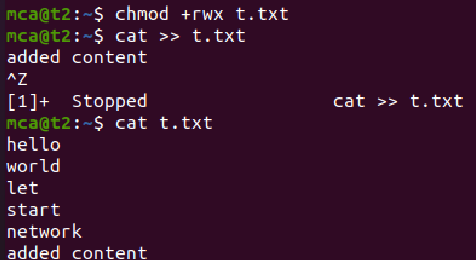 mca@t2:~$ chmod +rwx t.txt
mca@t2:~$ cat >> t.txt
added content
^Z
[1]+  Stopped                 cat >> t.txt
mca@t2:~$ cat t.txt
hello
world
let
start
network
added content